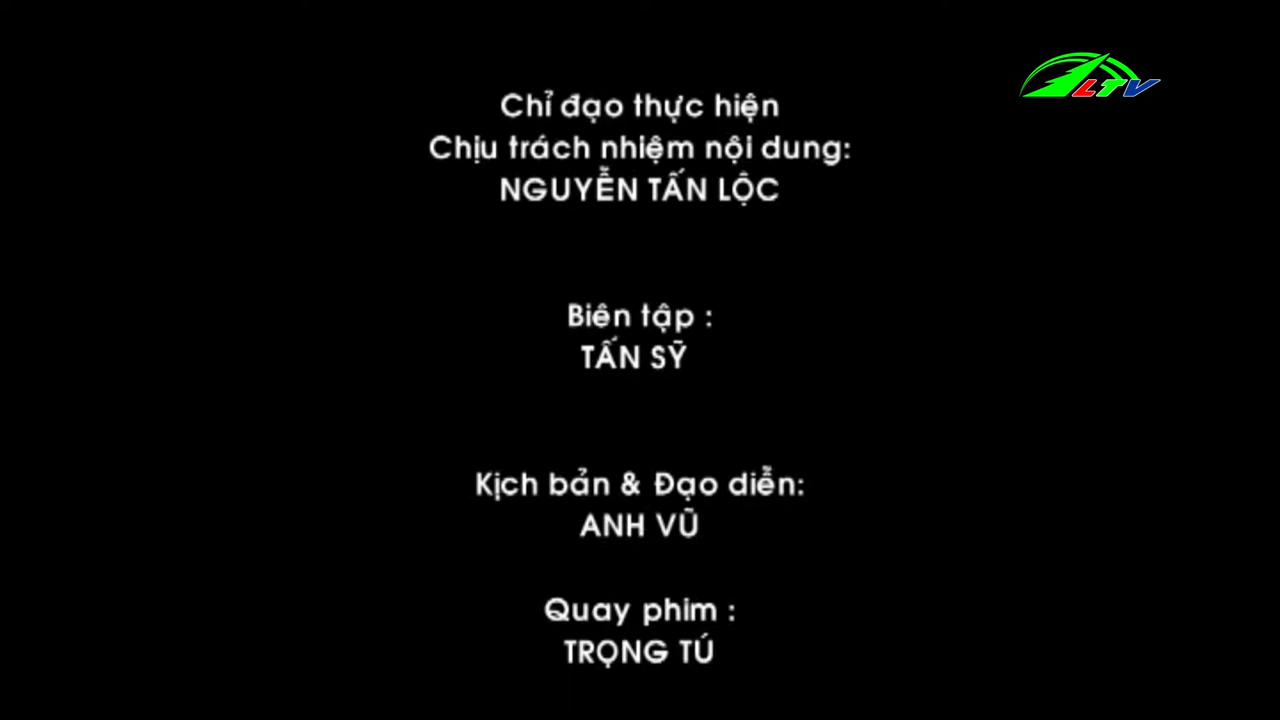 LTV
Chỉ đạo thực hiện
Chịu trách nhiệm nội dung:
NGUYỄN TẤN LỘC
Biên tập :
TẤN SỸ
Kịch bản & Đạo diễn:
ANH VŨ
Quay phim :
TRỌNG TÚ